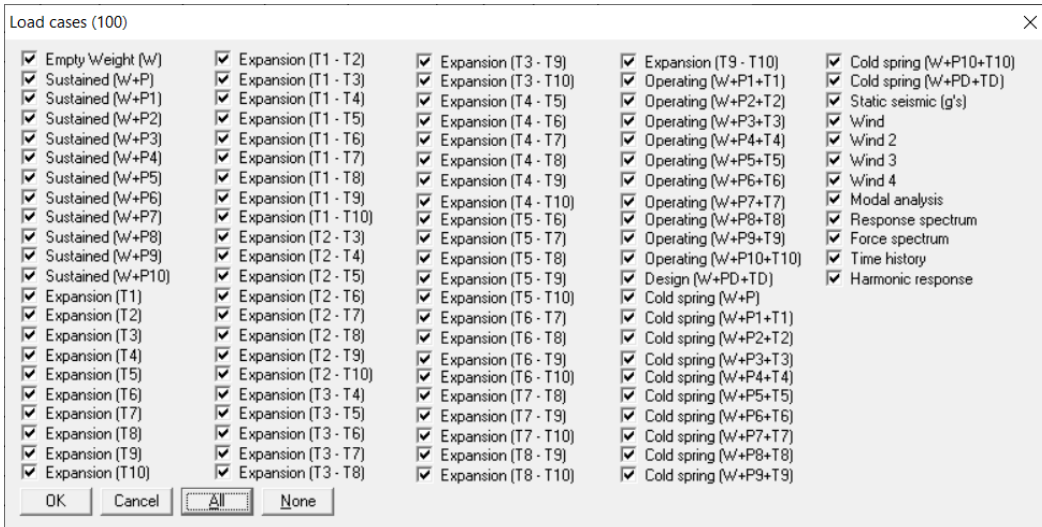 Load cases (100)
Empty Weight (W)
Sustained (W+P)
Sustained (W+P1)
Sustained (W+P2)
Sustained (W+P3)
Sustained (W+P4)
Sustained (W+P5)
Sustained (W+P6)
Sustained (W+P7)
Sustained (W+P8)
Sustained (W+P9)
Sustained (W+P10)
Expansion (T1)
Expansion (T2)
Expansion (T3)
Expansion (T4)
Expansion (T5)
Expansion (T6)
Expansion (T7)
Expansion (T8)
Expansion (T9)
Expansion (T10)
Expansion (T1 - T2)
Expansion (T1 - T3)
Expansion (T1 - T4)
Expansion (T1 - T5)
Expansion (T1 - T6)
Expansion (T1 - T7)
Expansion (T1 - T8)
Expansion (T1 - T9)
Expansion (T1 - T10)
Expansion (T2 - T3)
Expansion (T2 - T4)
Expansion (T2 - T5)
Expansion (T2 - T6)
Expansion (T2 - T7)
Expansion (T2 - T8)
Expansion (T2 - T9)
Expansion (T2 - T10)
Expansion (T3 - T4)
Expansion (T3 - T5)
Expansion (T3 - T6)
Expansion (T3 - T7)
Expansion (T3 - T8)
Expansion (T3 - T9)
Expansion (T3 - T10)
Expansion (T4 - T5)
Expansion (T4 - T6)
Expansion (T4 - T7)
Expansion (T4 - T8)
Expansion (T4 - T9)
Expansion (T4 - T10)
Expansion (T5 - T6)
Expansion (T5 - T7)
Expansion (T5 - T8)
Expansion (T5 - T9)
Expansion (T5 - T10)
Expansion (T6 - T7)
Expansion (T6 - T8)
Expansion (T6 - T9)
Expansion (T6 - T10)
Expansion (T7 - T8)
Expansion (T7 - T9)
Expansion (T7 - T10)
Expansion (T8 - T9)
Expansion (T8 - T10)
Expansion (T9 - T10)
Operating (W+P1+T1)
Operating (W+P2+T2)
Operating (W+P3+T3)
Operating (W+P4+T4)
Operating (W+P5+T5)
Operating (W+P6+T6)
Operating (W+P7+T7)
Operating (W+P8+T8)
Operating (W+P9+T9)
Operating (W+P10+T10)
Design (W+PD+TD)
Cold spring (W+P)
Cold spring (W+P1+T1)
Cold spring (W+P2+T2)
Cold spring (W+P3+T3)
Cold spring (W+P4+T4)
Cold spring (W+P5+T5)
Cold spring (W+P6+T6)
Cold spring (W+P7+T7)
Cold spring (W+P8+T8)
Cold spring (W+P9+T9)
Cold spring (W+P10+T10)
Cold spring (W+PD+TD)
Static seismic (g's)
Wind
Wind 2
Wind 3
Wind 4
Modal analysis
Response spectrum
Force spectrum
Time history
Harmonic response
OK
Cancel
All
None